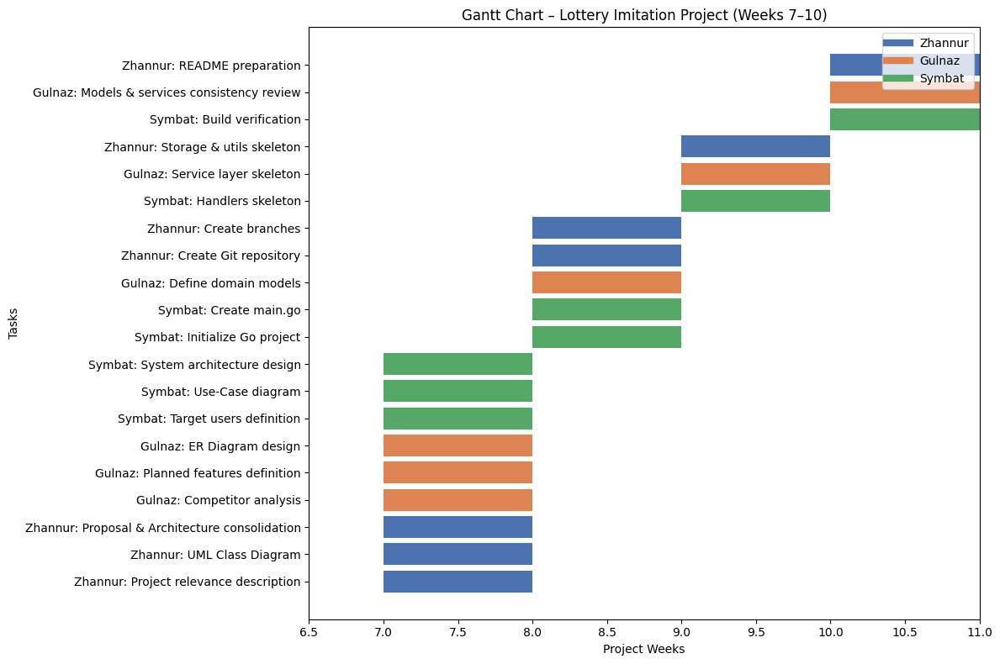 Gantt Chart – Lottery Imitation Project (Weeks 7–10)
Zhannur
Gulnaz
Symbat
Zhannur: README preparation
Gulnaz: Models & services consistency review
Symbat: Build verification
Zhannur: Storage & utils skeleton
Gulnaz: Service layer skeleton
Symbat: Handlers skeleton
Zhannur: Create branches
Zhannur: Create Git repository
Gulnaz: Define domain models
Symbat: Create main.go
Symbat: Initialize Go project
Symbat: System architecture design
Symbat: Use-Case diagram
Symbat: Target users definition
Gulnaz: ER Diagram design
Gulnaz: Planned features definition
Gulnaz: Competitor analysis
Zhannur: Proposal & Architecture consolidation
Zhannur: UML Class Diagram
Zhannur: Project relevance description
Tasks
6.5 7.0 7.5 8.0 8.5 9.0 9.5 10.0 10.5 11.0
Project Weeks